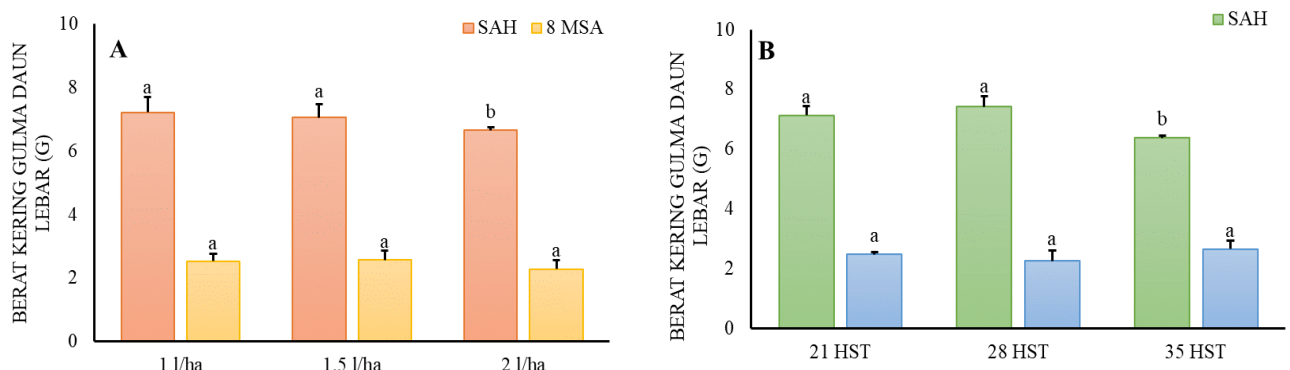 BERAT KERING GULMA DAUN
LEBAR (G)
10
8
6
4
2
0
A
SAH
8 MSA
a
a
a
a
b
a
1 l/ha
1.5 l/ha
2 l/ha
BERAT KERING GULMA DAUN
LEBAR (G)
10
8
6
4
2
0
B
SAH
a
a
a
a
b
a
21 HST
28 HST
35 HST